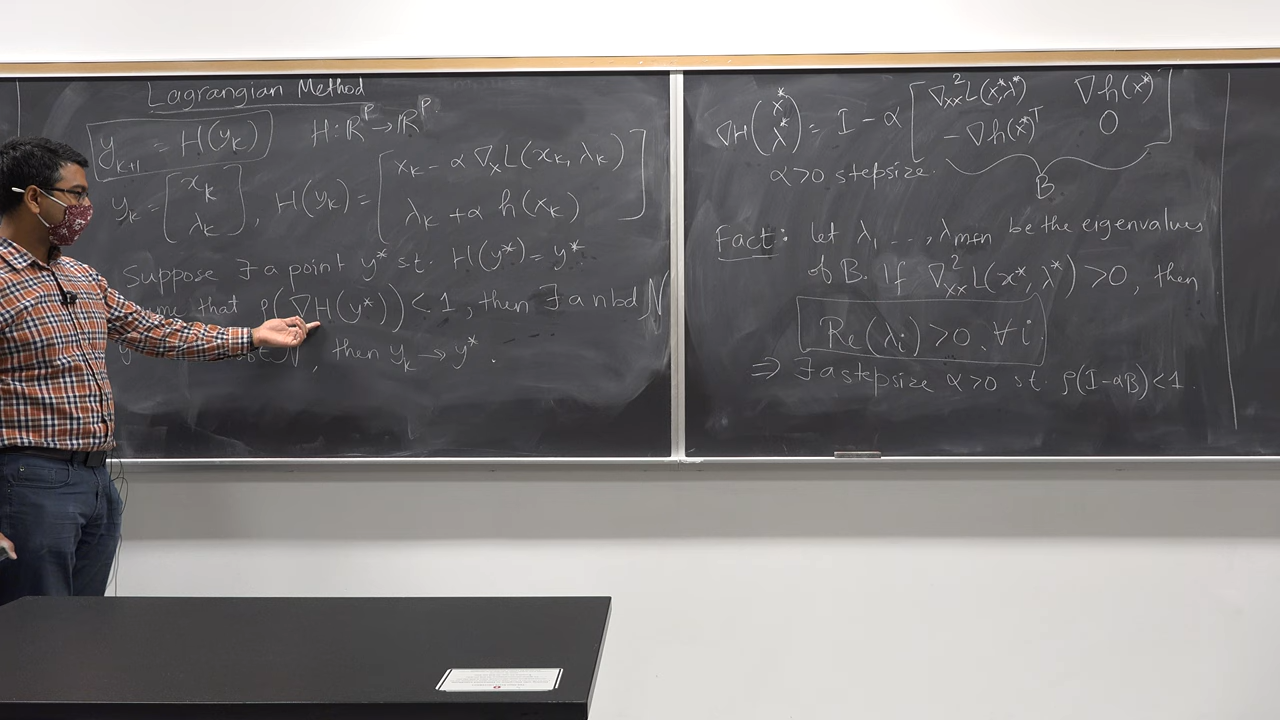 Lagrangian Method
y_{k+1} = H(y_k)   H: ℝ^P → ℝ^P.
y_k = [x_k; λ_k], H(y_k) = [x_k − α ∇_x L(x_k, λ_k); λ_k + α h(x_k)]
Suppose ∃ a point y* s.t. H(y*) = y*
me that ρ(∇H(y*)) < 1, then ∃ a nbd N
N, then y_k → y*.
∇H(x*; λ*) = I − α [∇²_xx L(x*, λ*)  ∇h(x*); −∇h(x*)^T  0]
α>0 stepsize.
B
Fact: let λ_1 ..., λ_{m+n} be the eigenvalues
of B. If ∇²_xx L(x*, λ*) > 0, then
Re(λ_i) > 0, ∀i.
⇒ ∃ a stepsize α>0 s.t. ρ(I−αB) < 1.